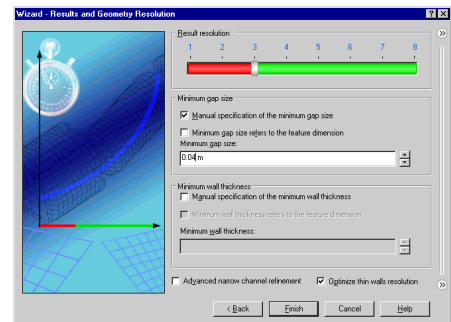 Wizard - Results and Geometry Resolution
Result resolution
1 2 3 4 5 6 7 8
Minimum gap size
Manual specification of the minimum gap size
Minimum gap size refers to the feature dimension
Minimum gap size:
0.04 m
Minimum wall thickness
Manual specification of the minimum wall thickness
Minimum wall thickness refers to the feature dimension
Minimum wall thickness:
Advanced narrow channel refinement Optimize thin walls resolution
< Back Finish Cancel Help